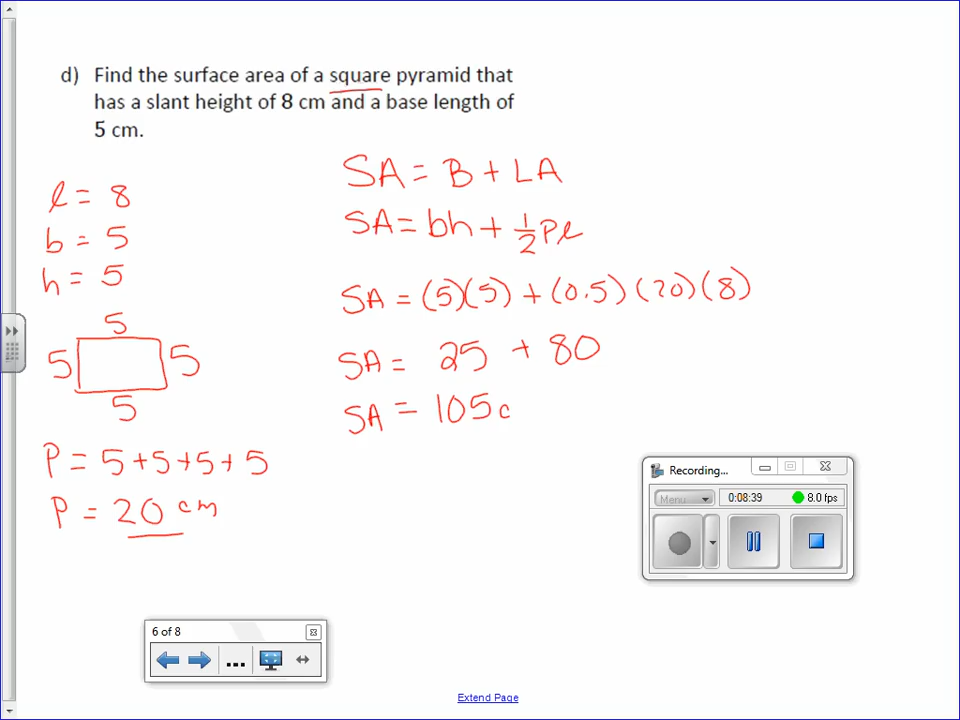 d) Find the surface area of a square pyramid that
has a slant height of 8 cm and a base length of
5 cm.
l = 8
b = 5
h = 5
5
5 5
5
P = 5 + 5 + 5 + 5
P = 20 cm
SA = B + LA
SA = bh + 1/2 Pl
SA = (5)(5) + (0.5)(20)(8)
SA = 25 + 80
SA = 105 c
Recording...
Menu 0:08:39 8.0 fps
6 of 8
...
Extend Page